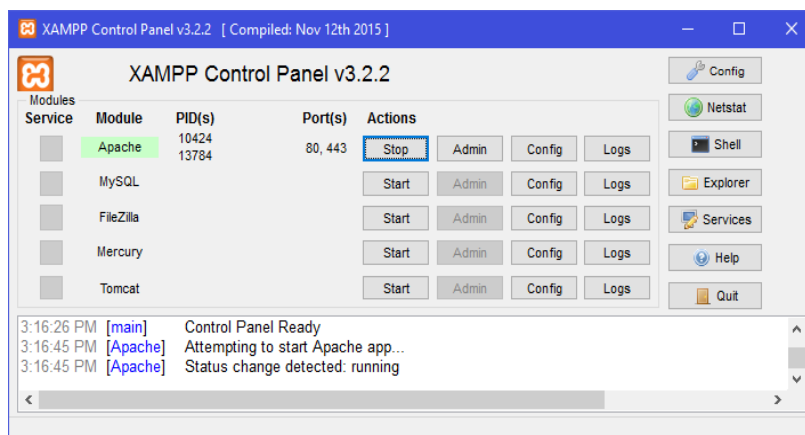 XAMPP Control Panel v3.2.2 [ Compiled: Nov 12th 2015 ]
XAMPP Control Panel v3.2.2
Config
Modules
Service Module PID(s) Port(s) Actions
Netstat
Apache 10424 80, 443 Stop Admin Config Logs
13784
Shell
MySQL Start Admin Config Logs
Explorer
FileZilla Start Admin Config Logs
Services
Mercury Start Admin Config Logs
Help
Tomcat Start Admin Config Logs
Quit
3:16:26 PM [main] Control Panel Ready
3:16:45 PM [Apache] Attempting to start Apache app...
3:16:45 PM [Apache] Status change detected: running